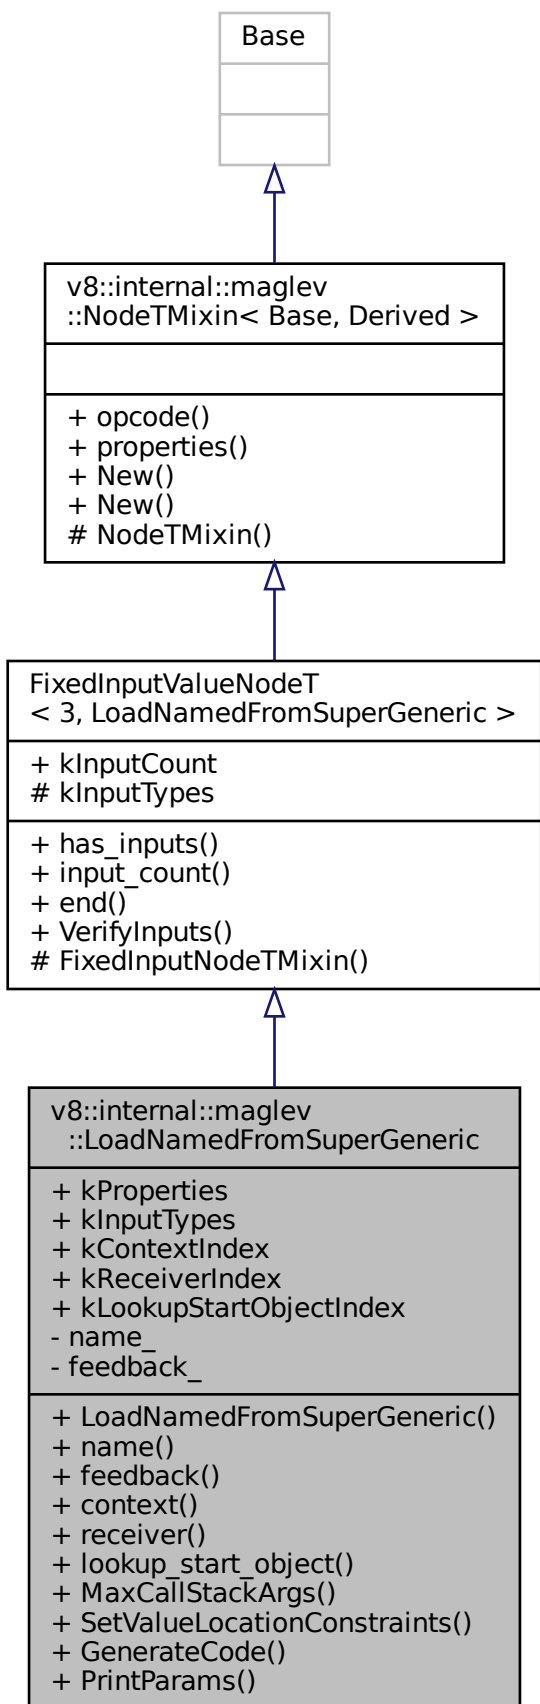 Base
v8::internal::maglev
::NodeTMixin< Base, Derived >
+ opcode()
+ properties()
+ New()
+ New()
# NodeTMixin()
FixedInputValueNodeT
< 3, LoadNamedFromSuperGeneric >
+ kInputCount
# kInputTypes
+ has_inputs()
+ input_count()
+ end()
+ VerifyInputs()
# FixedInputNodeTMixin()
v8::internal::maglev
::LoadNamedFromSuperGeneric
+ kProperties
+ kInputTypes
+ kContextIndex
+ kReceiverIndex
+ kLookupStartObjectIndex
- name_
- feedback_
+ LoadNamedFromSuperGeneric()
+ name()
+ feedback()
+ context()
+ receiver()
+ lookup_start_object()
+ MaxCallStackArgs()
+ SetValueLocationConstraints()
+ GenerateCode()
+ PrintParams()